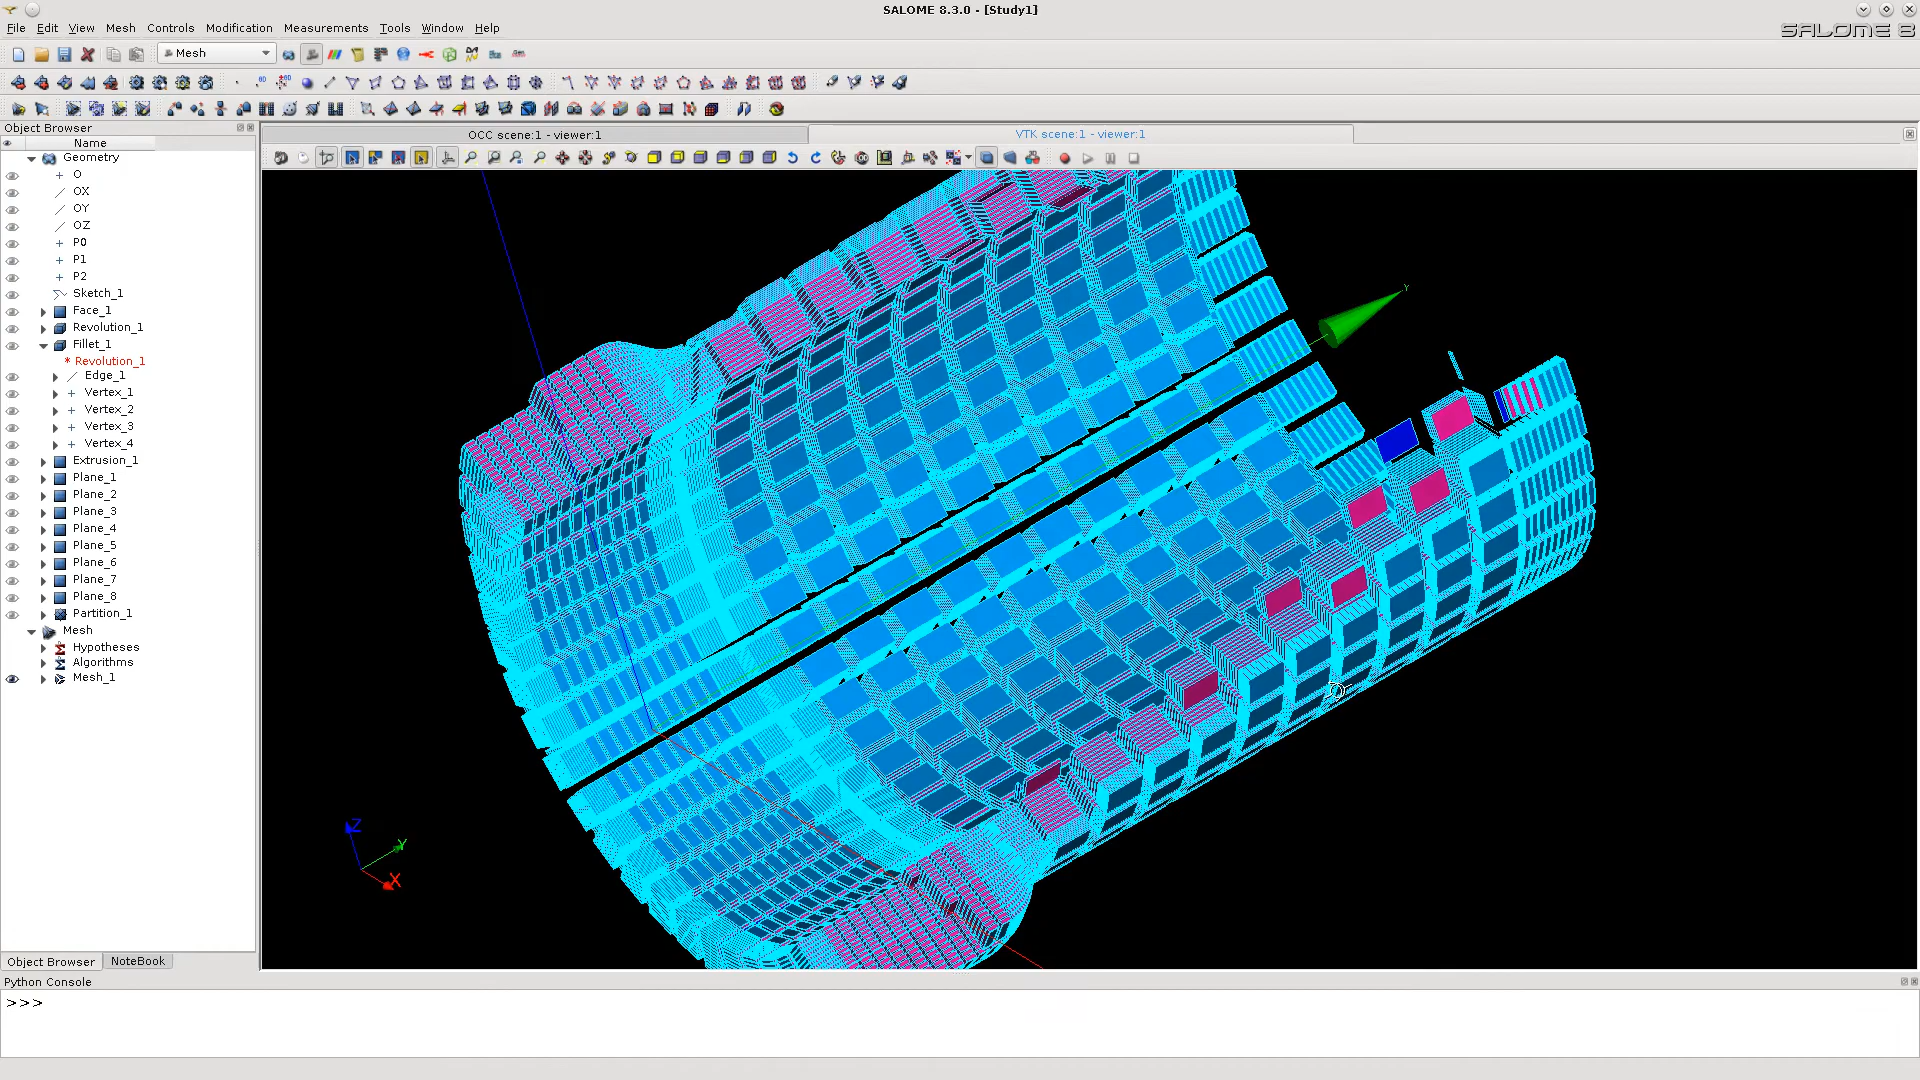 SALOME 8.3.0 - [Study1]
File Edit View Mesh Controls Modification Measurements Tools Window Help
SALOME 8
Mesh
Object Browser
OCC scene:1 - viewer:1
VTK scene:1 - viewer:1
Name
Geometry
O
OX
OY
OZ
P0
P1
P2
Sketch_1
Face_1
Revolution_1
Fillet_1
* Revolution_1
Edge_1
Vertex_1
Vertex_2
Vertex_3
Vertex_4
Extrusion_1
Plane_1
Plane_2
Plane_3
Plane_4
Plane_5
Plane_6
Plane_7
Plane_8
Partition_1
Mesh
Hypotheses
Algorithms
Mesh_1
Y
Z
Y
X
Object Browser NoteBook
Python Console
>>>